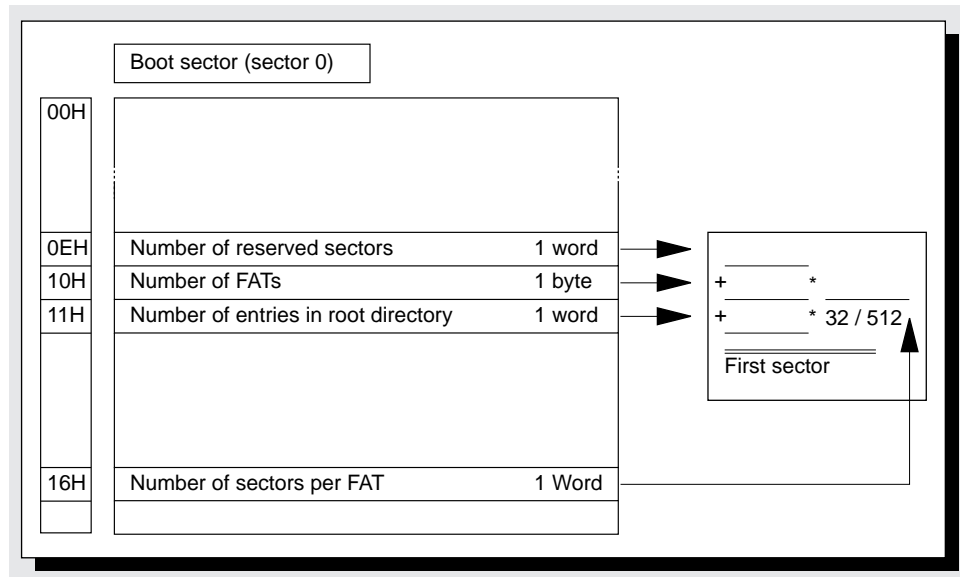 Boot sector (sector 0)
00H
0EH Number of reserved sectors 1 word
10H Number of FATs 1 byte + *
11H Number of entries in root directory 1 word + * 32 / 512
First sector
16H Number of sectors per FAT 1 Word